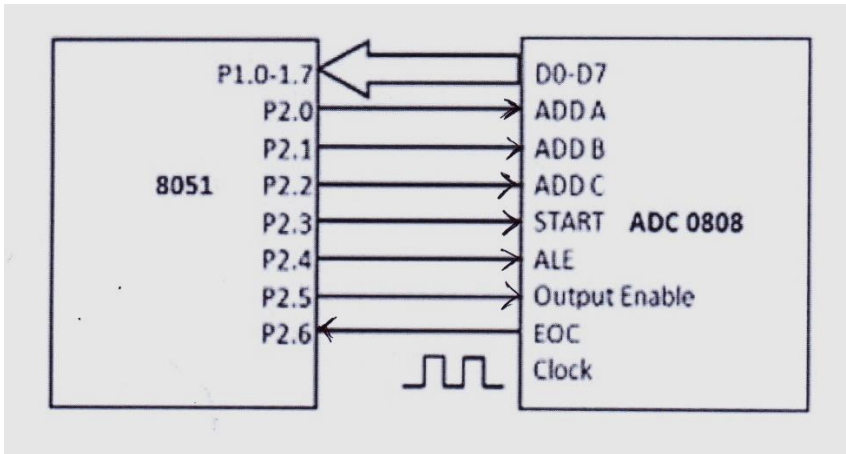 P1.0-1.7
P2.0
P2.1
8051 P2.2
P2.3
P2.4
P2.5
P2.6
D0-D7
ADD A
ADD B
ADD C
START ADC 0808
ALE
Output Enable
EOC
Clock